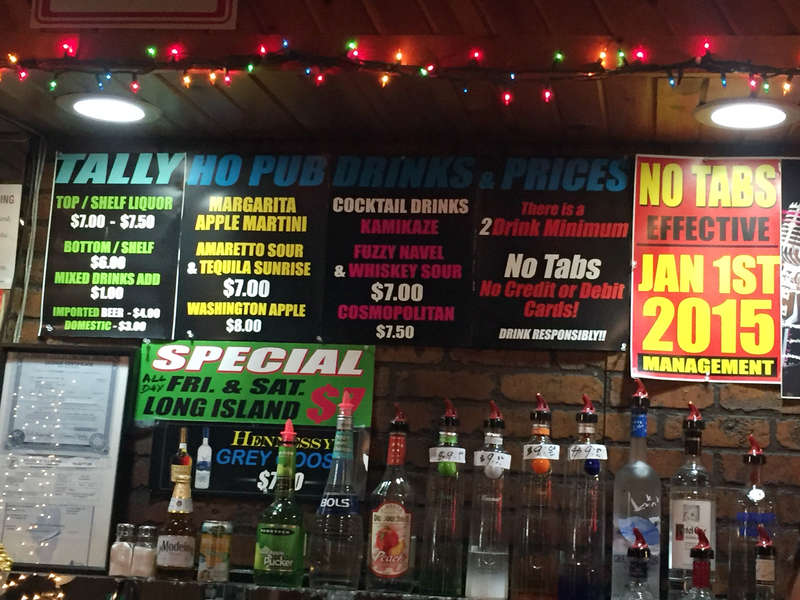 TALLY HO PUB DRINKS & PRICES
TOP / SHELF LIQUOR
$7.00 - $7.50
BOTTOM / SHELF
$6.00
MIXED DRINKS ADD
$1.00
IMPORTED BEER - $4.00
DOMESTIC - $3.00
MARGARITA
APPLE MARTINI
AMARETTO SOUR
& TEQUILA SUNRISE
$7.00
WASHINGTON APPLE
$8.00
COCKTAIL DRINKS
KAMIKAZE
FUZZY NAVEL
& WHISKEY SOUR
$7.00
COSMOPOLITAN
$7.50
There is a
2 Drink Minimum
No Tabs
No Credit or Debit
Cards!
DRINK RESPONSIBLY!!
NO TABS
EFFECTIVE
JAN 1ST
2015
MANAGEMENT
SPECIAL
ALL DAY
FRI. & SAT.
LONG ISLAND $7
HENNESSY
GREY GOOSE
Modelo
Pucker
BOLS
Peach